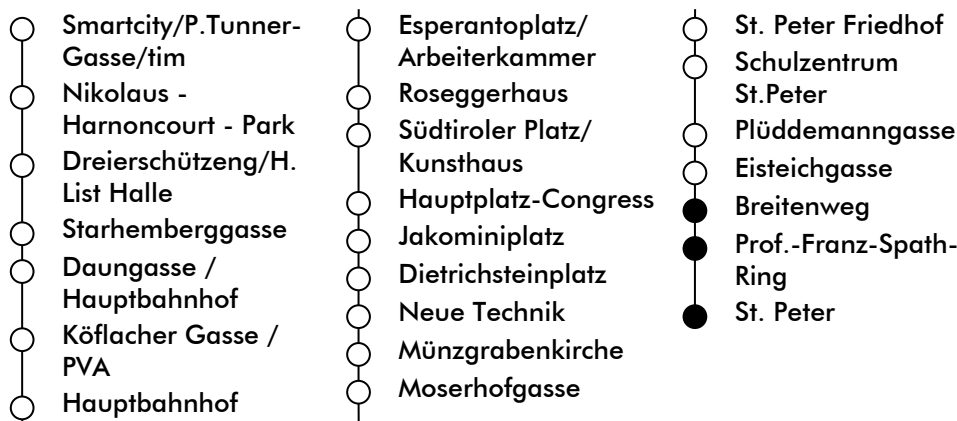 Smartcity/P.Tunner-
Gasse/tim
Nikolaus -
Harnoncourt - Park
Dreierschützeng/H.
List Halle
Starhemberggasse
Daungasse /
Hauptbahnhof
Köflacher Gasse /
PVA
Hauptbahnhof
Esperantoplatz/
Arbeiterkammer
Roseggerhaus
Südtiroler Platz/
Kunsthaus
Hauptplatz-Congress
Jakominiplatz
Dietrichsteinplatz
Neue Technik
Münzgrabenkirche
Moserhofgasse
St. Peter Friedhof
Schulzentrum
St.Peter
Plüddemanngasse
Eisteichgasse
Breitenweg
Prof.-Franz-Spath-
Ring
St. Peter